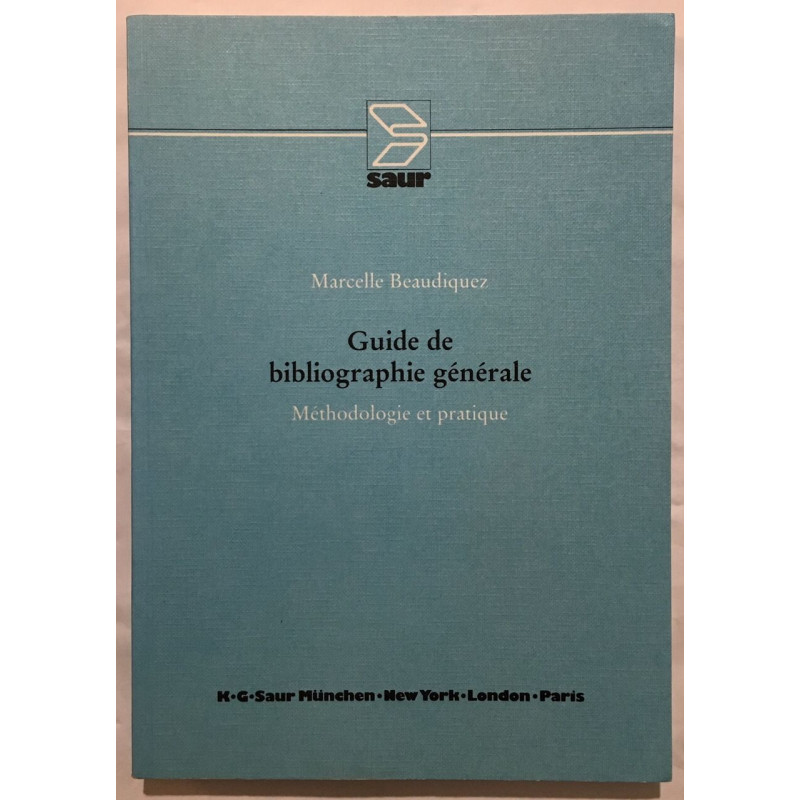 saur
Marcelle Beaudiquez
Guide de
bibliographie générale
Méthodologie et pratique
K·G·Saur München·New York·London·Paris